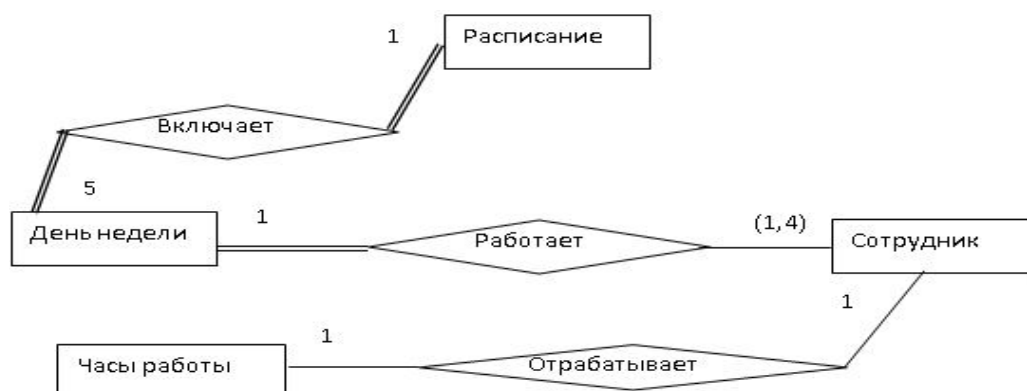 1
Расписание
Включает
5
День недели
1
Работает
(1, 4)
Сотрудник
1
1
Часы работы
Отрабатывает